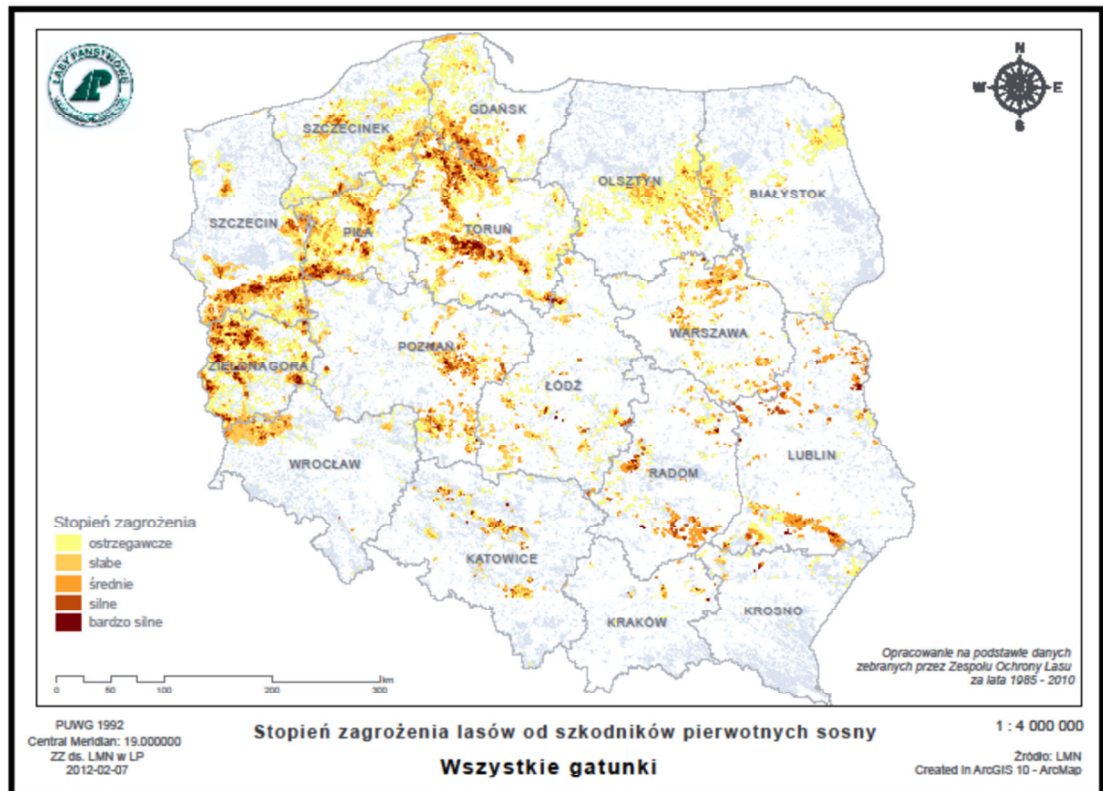 LASY PAŃSTWOWE
N
W E
S
GDAŃSK
SZCZECINEK
OLSZTYN
BIAŁYSTOK
SZCZECIN
PIŁA
TORUŃ
WARSZAWA
POZNAŃ
ZIELONAGÓRA
ŁÓDŹ
LUBLIN
WROCŁAW
RADOM
KATOWICE
KRAKÓW
KROSNO
Stopień zagrożenia
ostrzegawcze
słabe
średnie
silne
bardzo silne
0 50 100 200 300 km
Opracowanie na podstawie danych
zebranych przez Zespołu Ochrony Lasu
za lata 1985 - 2010
PUWG 1992
Central Meridian: 19.000000
ZZ ds. LMN w LP
2012-02-07
Stopień zagrożenia lasów od szkodników pierwotnych sosny
Wszystkie gatunki
1 : 4 000 000
Źródło: LMN
Created in ArcGIS 10 - ArcMap